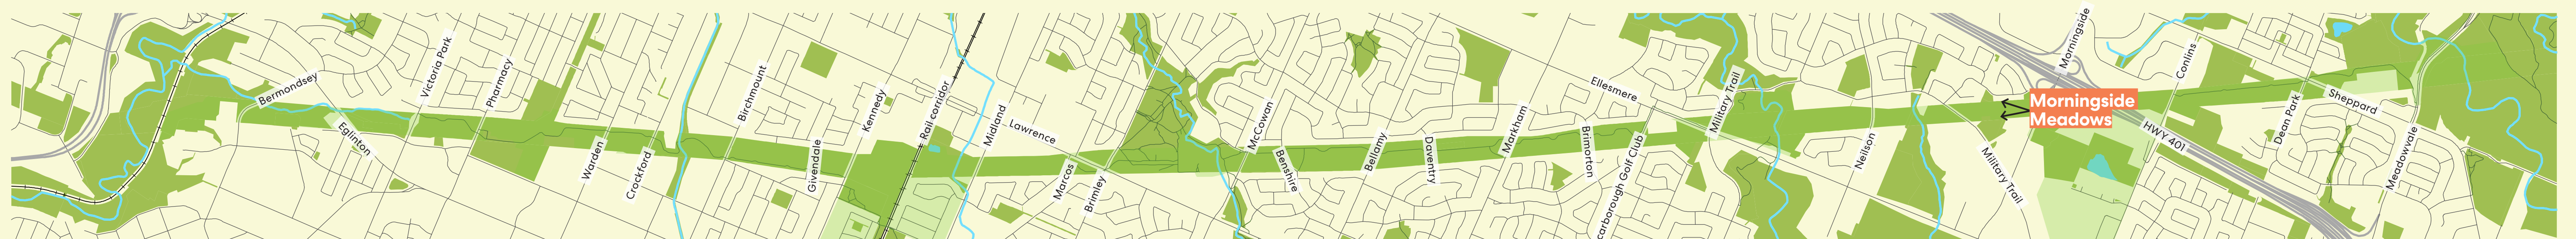 Bermondsey
Eglinton
Victoria Park
Pharmacy
Warden
Crockford
Birchmount
Givendale
Kennedy
Rail corridor
Midland
Lawrence
Marcos
Brimley
McCowan
Benshire
Bellamy
Daventry
Markham
Brimorton
Ellesmere
carborough Golf Club
Military Trail
Neilson
Military Trail
Morningside
Meadows
Morningside
HWY 401
Conlins
Dean Park
Sheppard
Meadowvale